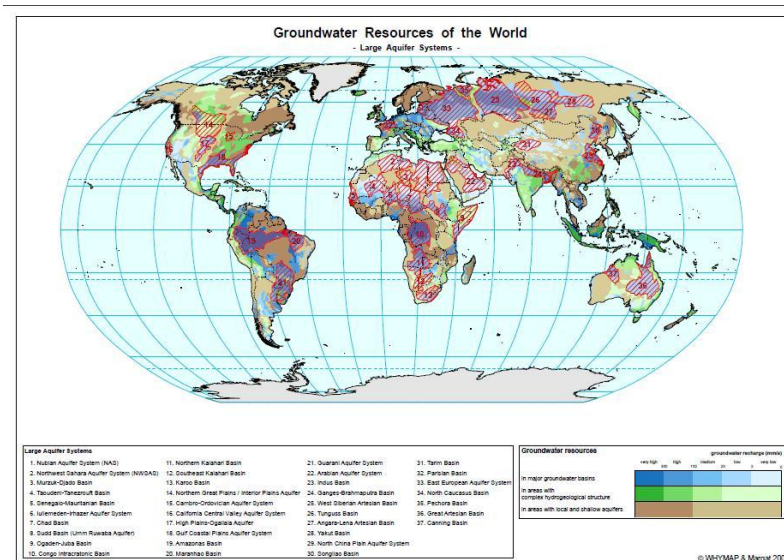 Groundwater Resources of the World
- Large Aquifer Systems -
Large Aquifer Systems
1. Nubian Aquifer System (NAS)
2. Northwest Sahara Aquifer System (NWSAS)
3. Murzuk-Djado Basin
4. Taoudeni-Tanezrouft Basin
5. Senegalo-Mauritanian Basin
6. Iullemeden-Irhazer Aquifer System
7. Chad Basin
8. Sudd Basin (Umm Ruwaba Aquifer)
9. Ogaden-Juba Basin
10. Congo Intracratonic Basin
11. Northern Kalahari Basin
12. Southeast Kalahari Basin
13. Karoo Basin
14. Northern Great Plains / Interior Plains Aquifer
15. Cambro-Ordovician Aquifer System
16. California Central Valley Aquifer System
17. High Plains-Ogallala Aquifer
18. Gulf Coastal Plains Aquifer System
19. Amazonas Basin
20. Maranhao Basin
21. Guarani Aquifer System
22. Arabian Aquifer System
23. Indus Basin
24. Ganges-Brahmaputra Basin
25. West Siberian Artesian Basin
26. Tunguss Basin
27. Angara-Lena Artesian Basin
28. Yakut Basin
29. North China Plain Aquifer System
30. Songliao Basin
31. Tarim Basin
32. Parisian Basin
33. East European Aquifer System
34. North Caucasus Basin
35. Pechora Basin
36. Great Artesian Basin
37. Canning Basin
Groundwater resources
groundwater recharge (mm/a)
very high high medium low very low
in major groundwater basins
in areas with
complex hydrogeological structure
in areas with local and shallow aquifers
© WHYMAP & Margat